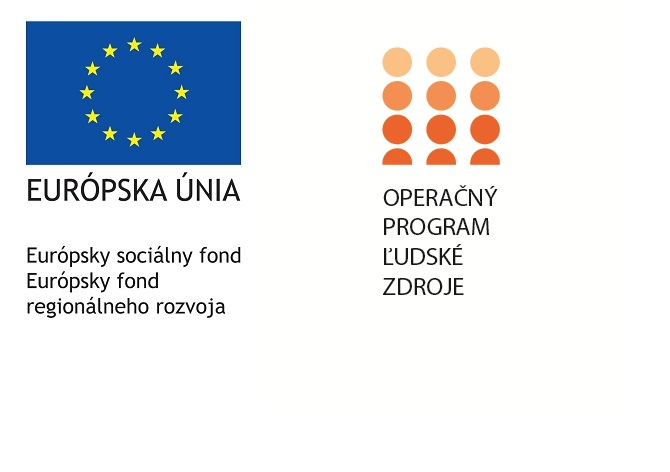 EURÓPSKA ÚNIA
Európsky sociálny fond
Európsky fond
regionálneho rozvoja
OPERAČNÝ
PROGRAM
ĽUDSKÉ
ZDROJE